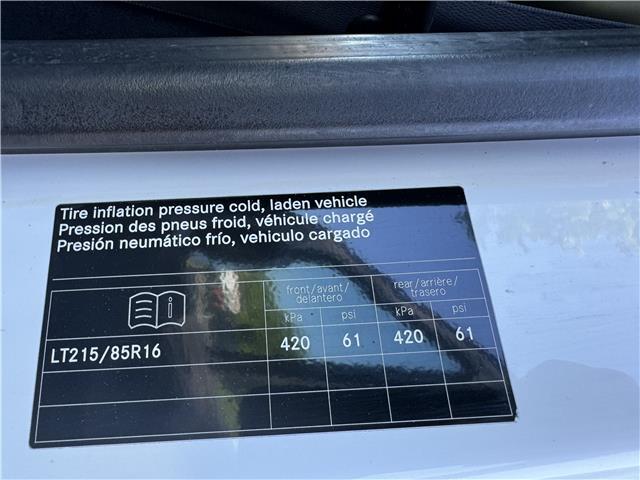 Tire inflation pressure cold, laden vehicle
Pression des pneus froid, véhicule chargé
Presión neumático frío, vehiculo cargado
front/avant/ rear/arrière/
delantero trasero
kPa psi kPa psi
LT215/85R16 420 61 420 61